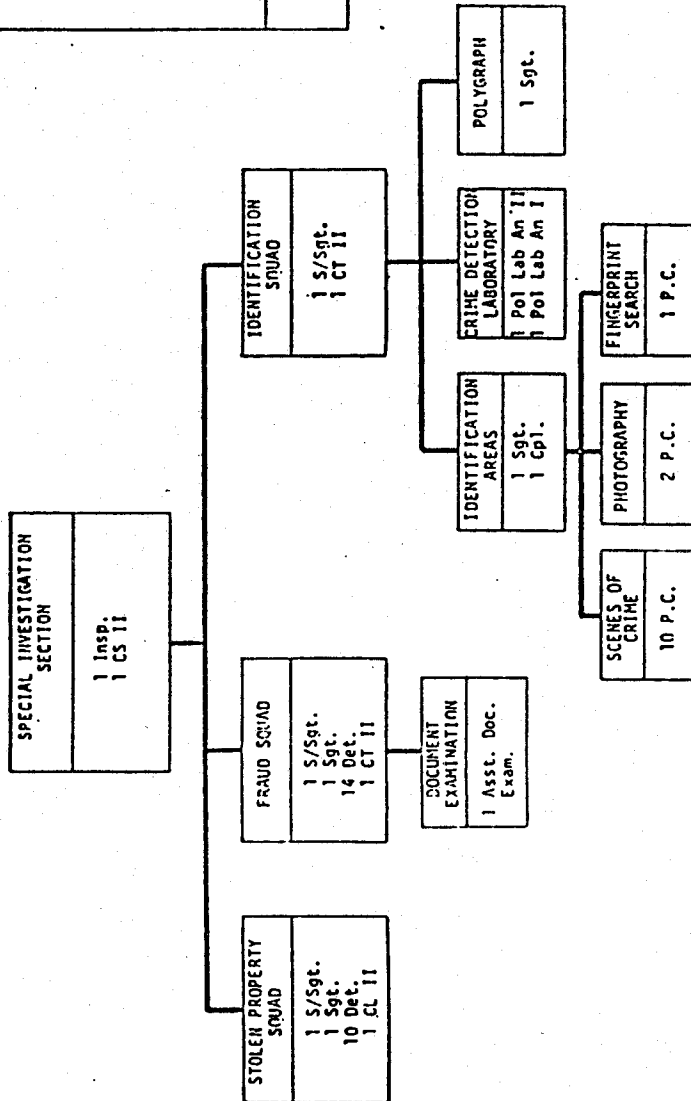 SPECIAL INVESTIGATION
SECTION
1 Insp.
1 CS II
STOLEN PROPERTY
SQUAD
1 S/Sgt.
1 Sgt.
10 Det.
1 CL II
FRAUD SQUAD
1 S/Sgt.
1 Sgt.
14 Det.
1 CT II
IDENTIFICATION
SQUAD
1 S/Sgt.
1 CT II
DOCUMENT
EXAMINATION
1 Asst. Doc.
Exam.
IDENTIFICATION
AREAS
1 Sgt.
1 Cpl.
CRIME DETECTION
LABORATORY
1 Pol Lab An II
1 Pol Lab An I
POLYGRAPH
1 Sgt.
SCENES OF
CRIME
10 P.C.
PHOTOGRAPHY
2 P.C.
FINGERPRINT
SEARCH
1 P.C.